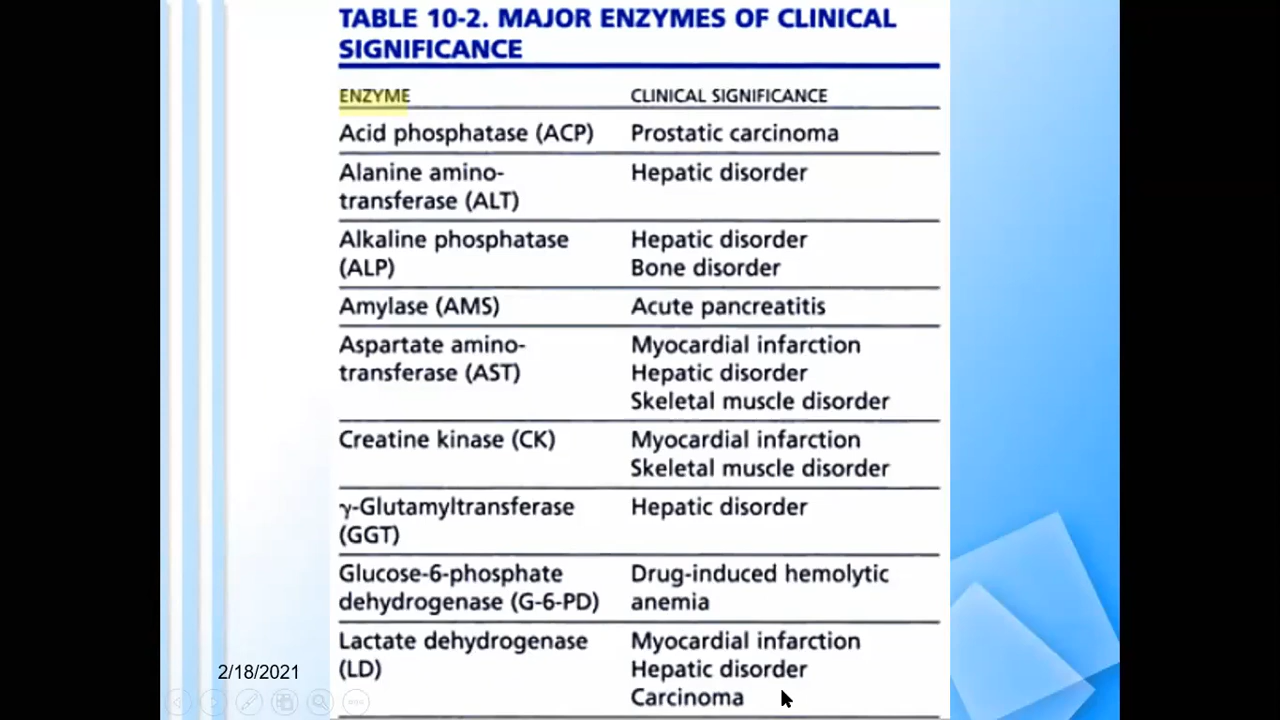 TABLE 10-2. MAJOR ENZYMES OF CLINICAL
SIGNIFICANCE
ENZYME CLINICAL SIGNIFICANCE
Acid phosphatase (ACP) Prostatic carcinoma
Alanine amino- Hepatic disorder
transferase (ALT)
Alkaline phosphatase Hepatic disorder
(ALP) Bone disorder
Amylase (AMS) Acute pancreatitis
Aspartate amino- Myocardial infarction
transferase (AST) Hepatic disorder
Skeletal muscle disorder
Creatine kinase (CK) Myocardial infarction
Skeletal muscle disorder
γ-Glutamyltransferase Hepatic disorder
(GGT)
Glucose-6-phosphate Drug-induced hemolytic
dehydrogenase (G-6-PD) anemia
Lactate dehydrogenase Myocardial infarction
(LD) Hepatic disorder
Carcinoma
2/18/2021